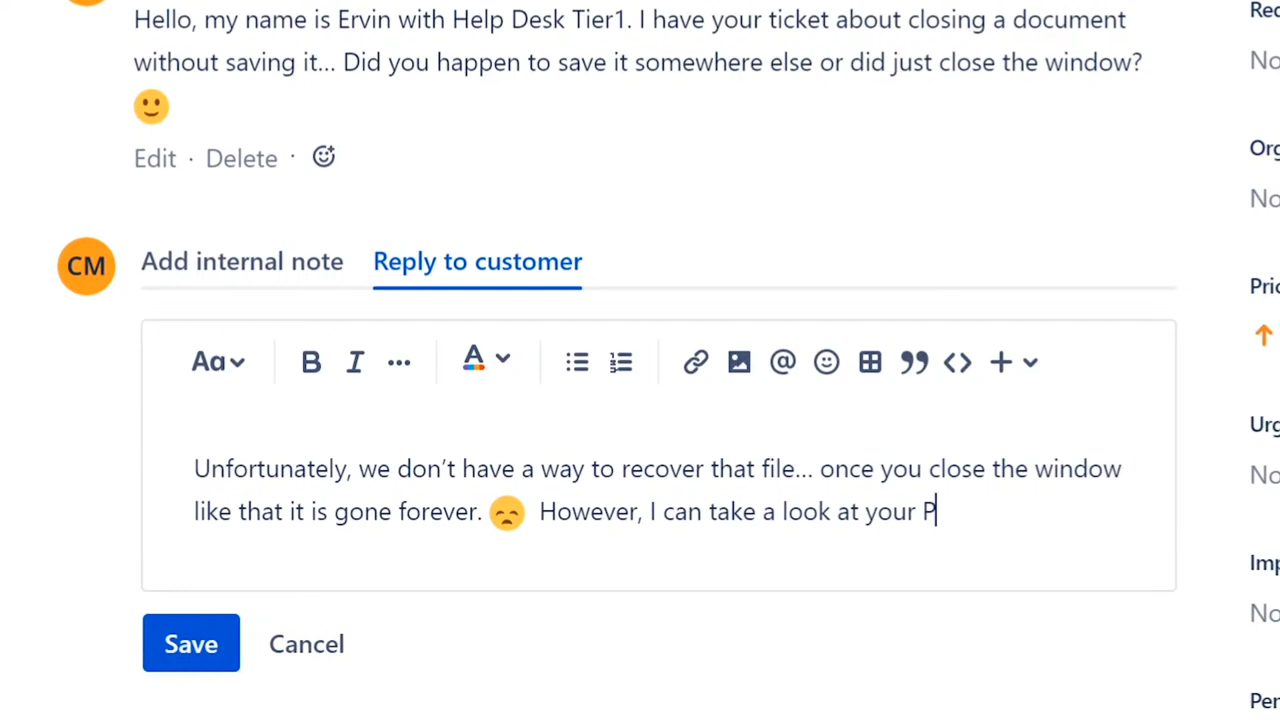 Hello, my name is Ervin with Help Desk Tier1. I have your ticket about closing a document
without saving it... Did you happen to save it somewhere else or did just close the window?
Edit · Delete ·
CM Add internal note Reply to customer
Aa B I ... A @ ” <> +
Unfortunately, we don’t have a way to recover that file... once you close the window
like that it is gone forever. However, I can take a look at your P
Save Cancel
No
Org
No
Urg
No
No